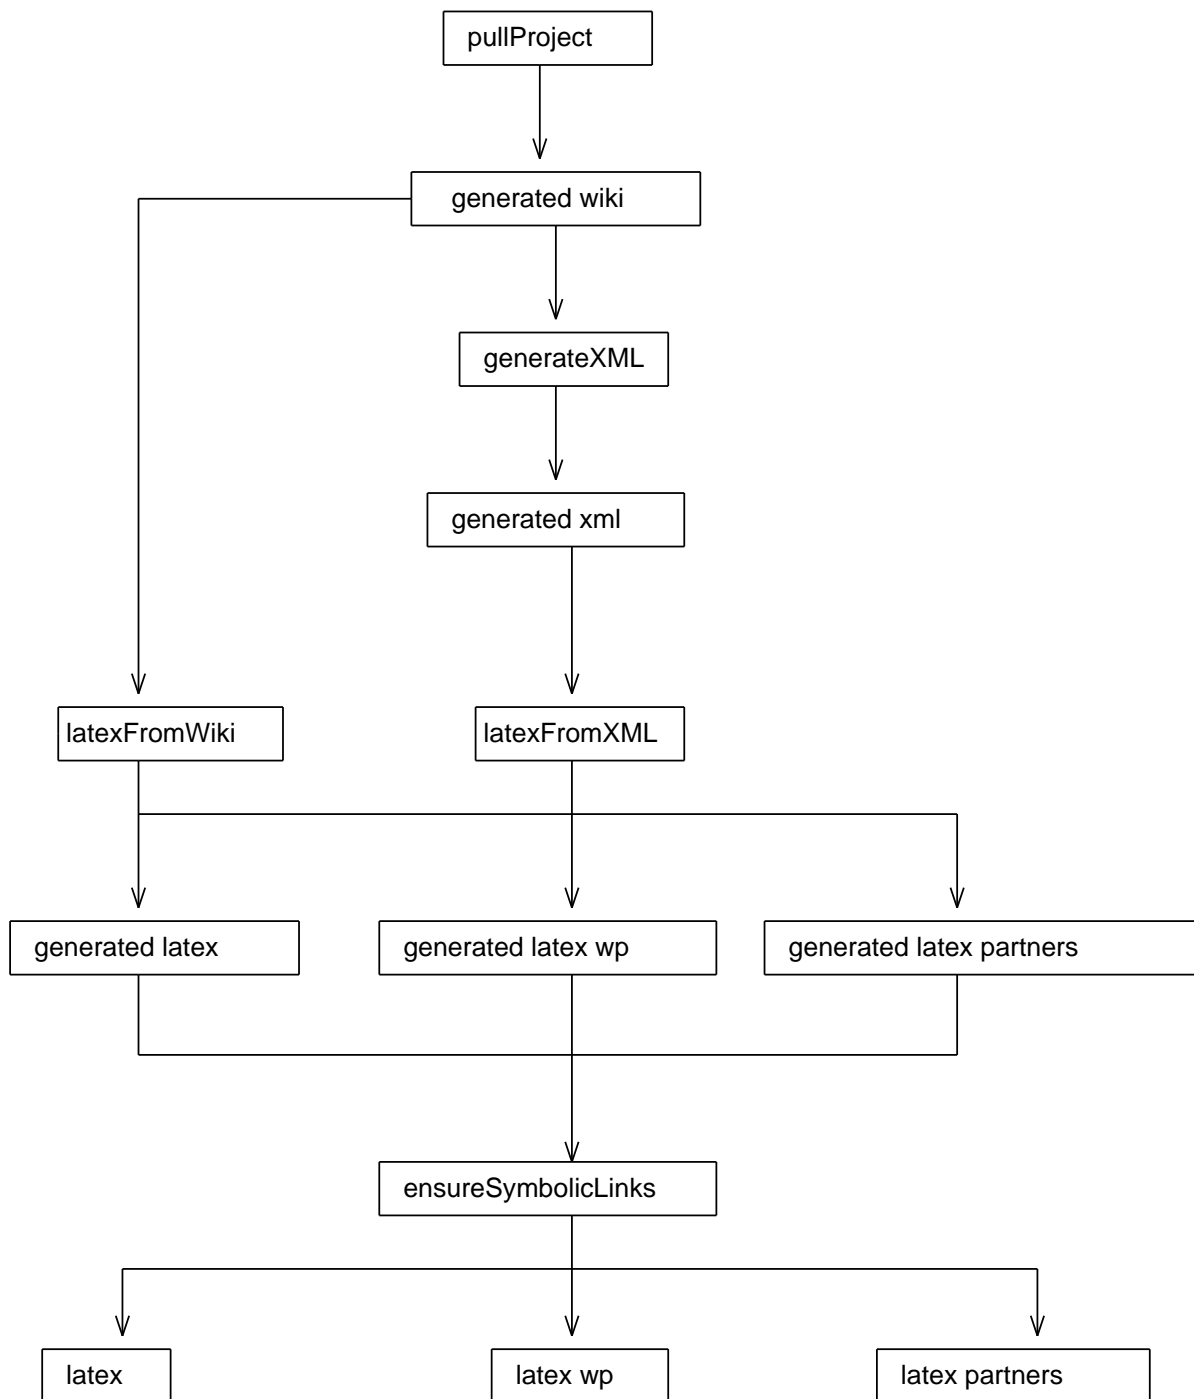 pullProject
generated wiki
generateXML
generated xml
latexFromWiki
latexFromXML
generated latex
generated latex wp
generated latex partners
ensureSymbolicLinks
latex
latex wp
latex partners